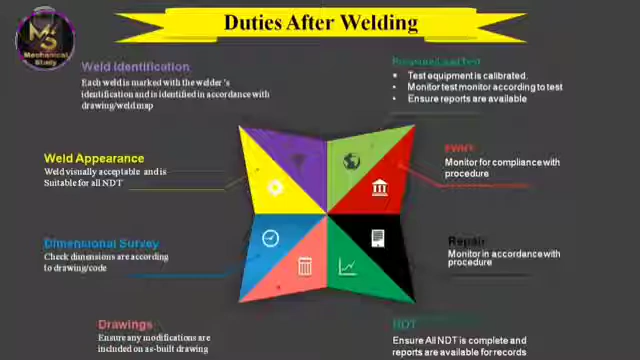 Duties After Welding
M S
Mechanical
Study
Weld Identification
Each weld is marked with the welder 's
identification and is identified in accordance with
drawing/weld map
Pressure/Load Test
Test equipment is calibrated.
Monitor test monitor according to test
Ensure reports are available
Weld Appearance
Weld visually acceptable and is
Suitable for all NDT
PWHT
Monitor for compliance with
procedure
Dimensional Survey
Check dimensions are according
to drawing/code
Repair
Monitor in accordance with
procedure
Drawings
Ensure any modifications are
included on as-built drawing
NDT
Ensure All NDT is complete and
reports are available for records